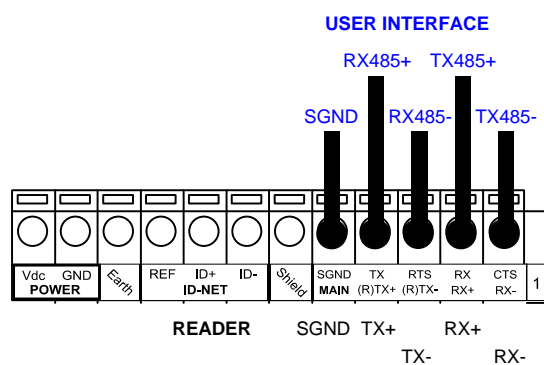 USER INTERFACE
RX485+ TX485+
SGND RX485- TX485-
Vdc GND Earth REF ID+ ID- Shield SGND TX RTS RX CTS 1
POWER ID-NET MAIN (R)TX+ (R)TX- RX+ RX-
READER SGND TX+ RX+
TX- RX-